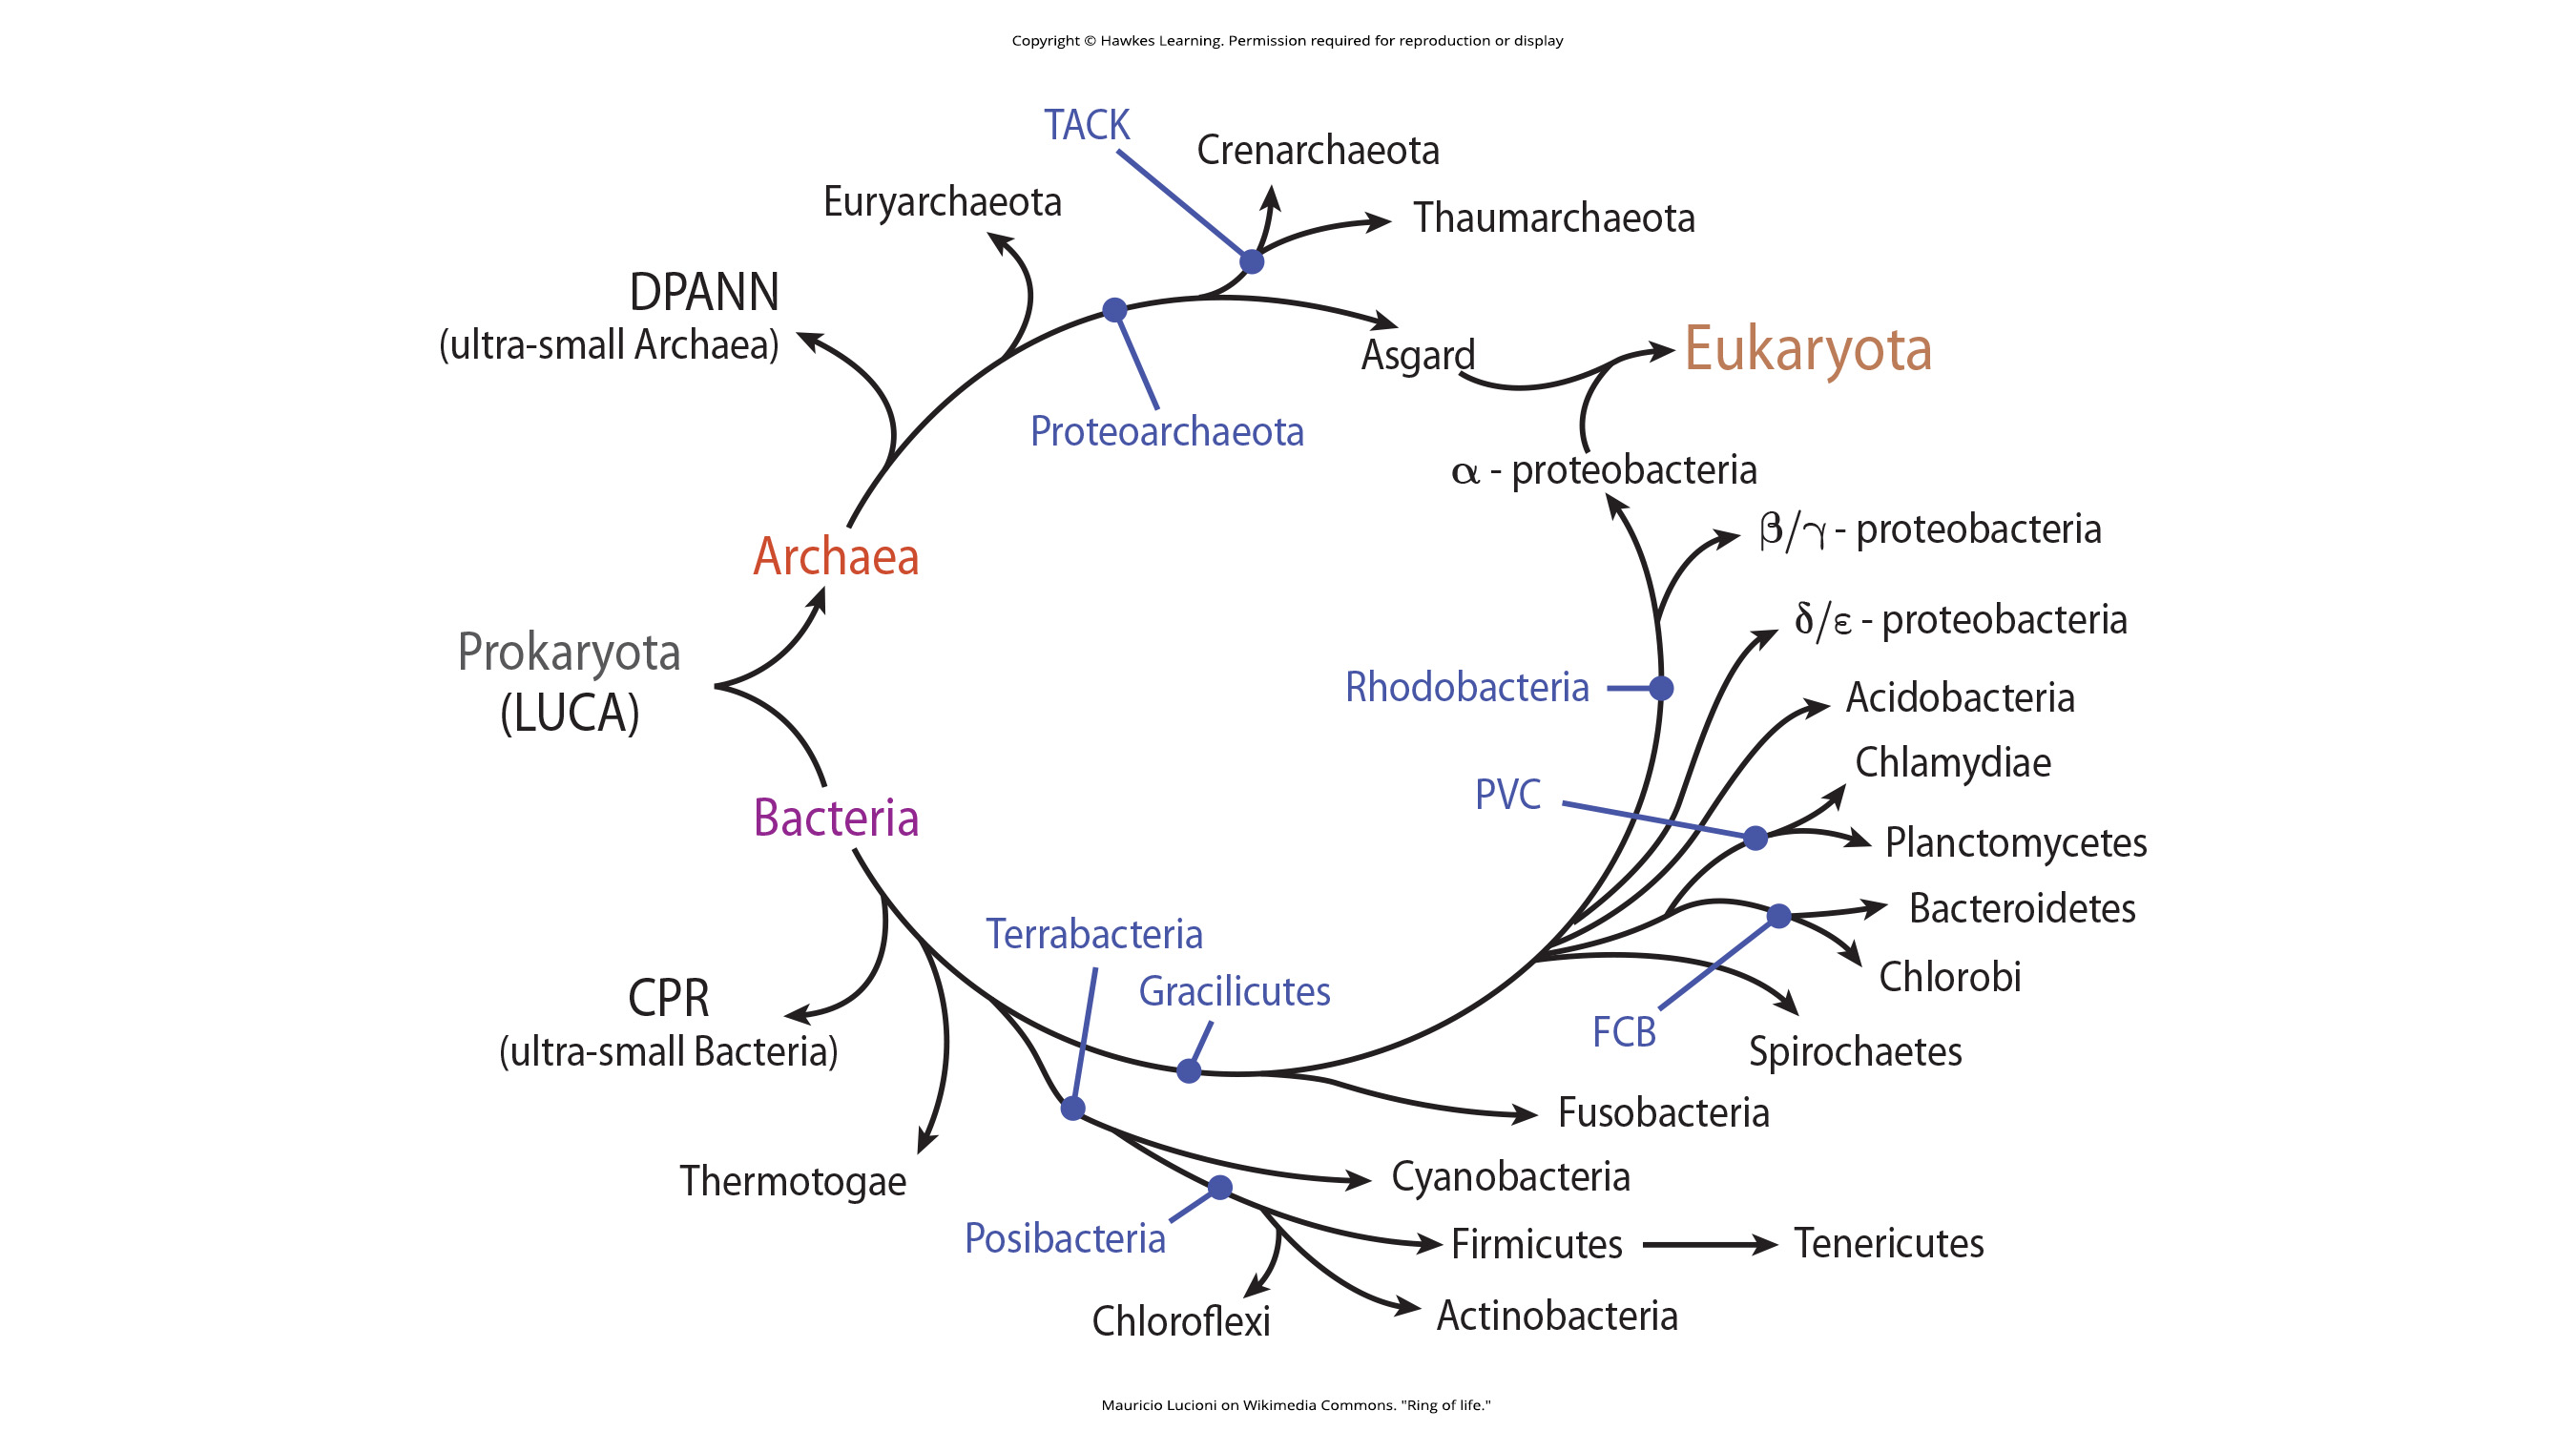 Copyright © Hawkes Learning. Permission required for reproduction or display
TACK
Crenarchaeota
Euryarchaeota
Thaumarchaeota
DPANN
(ultra-small Archaea)
Asgard
Eukaryota
Proteoarchaeota
α - proteobacteria
β/γ - proteobacteria
Archaea
δ/ε - proteobacteria
Prokaryota
(LUCA)
Rhodobacteria
Acidobacteria
Chlamydiae
PVC
Bacteria
Planctomycetes
Bacteroidetes
Terrabacteria
Chlorobi
Gracilicutes
CPR
(ultra-small Bacteria)
FCB
Spirochaetes
Fusobacteria
Thermotogae
Cyanobacteria
Posibacteria
Firmicutes
Tenericutes
Chloroflexi
Actinobacteria
Mauricio Lucioni on Wikimedia Commons. "Ring of life."